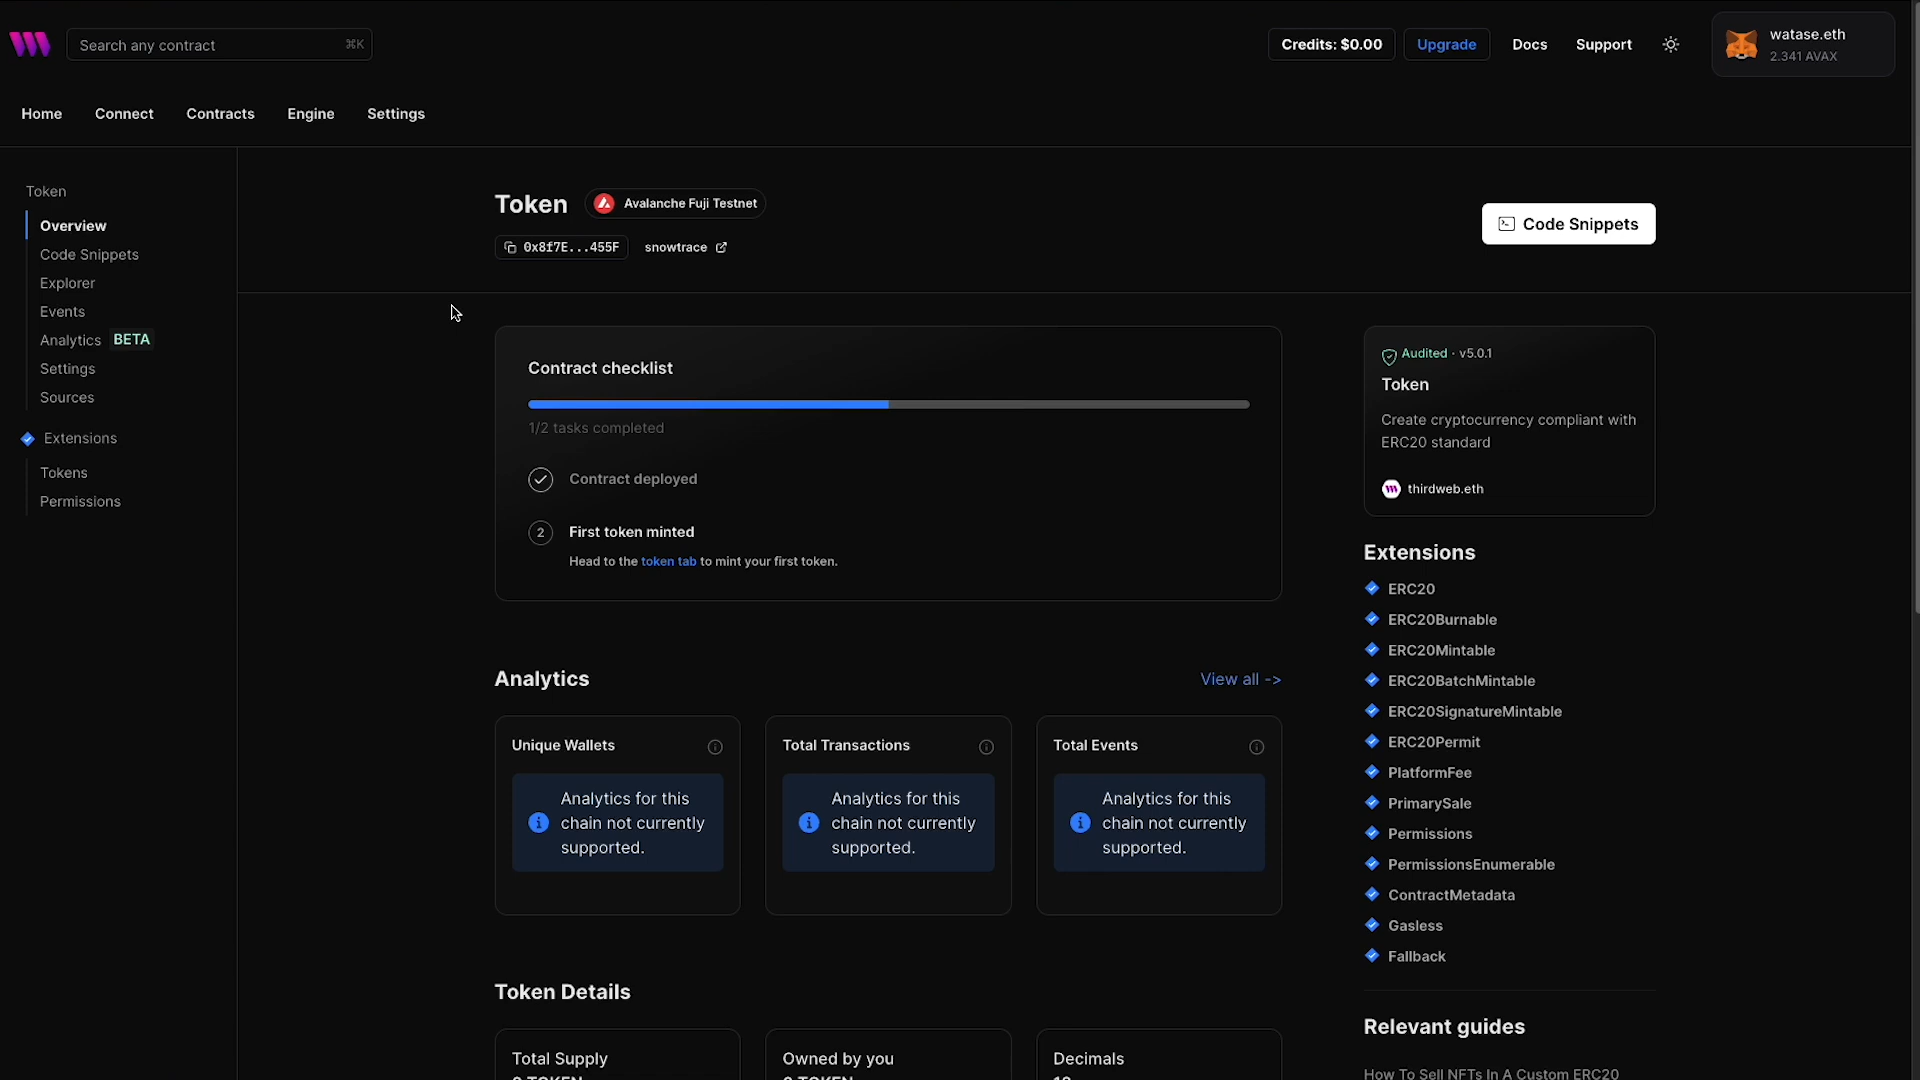 Search any contract
⌘K
Credits: $0.00
Upgrade
Docs
Support
watase.eth
2.341 AVAX
Home
Connect
Contracts
Engine
Settings
Token
Overview
Code Snippets
Explorer
Events
Analytics BETA
Settings
Sources
Extensions
Tokens
Permissions
Token
Avalanche Fuji Testnet
0x8f7E...455F
snowtrace
Code Snippets
Contract checklist
1/2 tasks completed
Contract deployed
2
First token minted
Head to the token tab to mint your first token.
Analytics
View all ->
Unique Wallets
Analytics for this
chain not currently
supported.
Total Transactions
Analytics for this
chain not currently
supported.
Total Events
Analytics for this
chain not currently
supported.
Token Details
Total Supply
Owned by you
Decimals
Audited · v5.0.1
Token
Create cryptocurrency compliant with
ERC20 standard
thirdweb.eth
Extensions
ERC20
ERC20Burnable
ERC20Mintable
ERC20BatchMintable
ERC20SignatureMintable
ERC20Permit
PlatformFee
PrimarySale
Permissions
PermissionsEnumerable
ContractMetadata
Gasless
Fallback
Relevant guides
How To Sell NFTs In A Custom ERC20